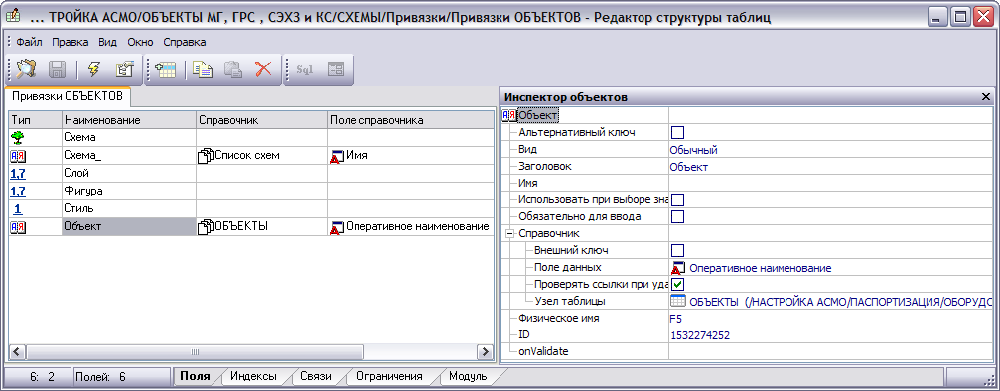 ... ТРОЙКА АСМО/ОБЪЕКТЫ МГ, ГРС , СЭХЗ и КС/СХЕМЫ/Привязки/Привязки ОБЪЕКТОВ - Редактор структуры таблиц
Файл Правка Вид Окно Справка
Sql
Привязки ОБЪЕКТОВ
Тип Наименование Справочник Поле справочника
Схема
АЯ Схема_ Список схем Имя
1,7 Слой
1,7 Фигура
1 Стиль
АЯ Объект ОБЪЕКТЫ Оперативное наименование
Инспектор объектов
АЯ Объект
Альтернативный ключ
Вид Обычный
Заголовок Объект
Имя
Использовать при выборе зна
Обязательно для ввода
Справочник
Внешний ключ
Поле данных Оперативное наименование
Проверять ссылки при уда
Узел таблицы ОБЪЕКТЫ (/НАСТРОЙКА АСМО/ПАСПОРТИЗАЦИЯ/ОБОРУДО
Физическое имя F5
ID 1532274252
onValidate
6: 2 Полей: 6 Поля Индексы Связи Ограничения Модуль